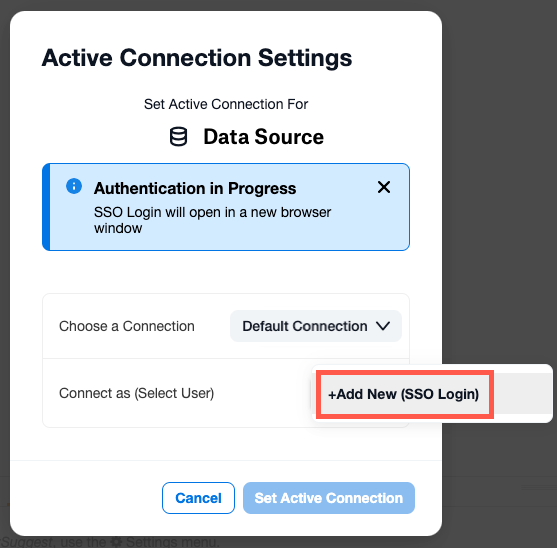 Active Connection Settings
Set Active Connection For
Data Source
Authentication in Progress
SSO Login will open in a new browser
window
Choose a Connection
Default Connection
Connect as (Select User)
+Add New (SSO Login)
Cancel
Set Active Connection
Suggest, use the Settings menu.